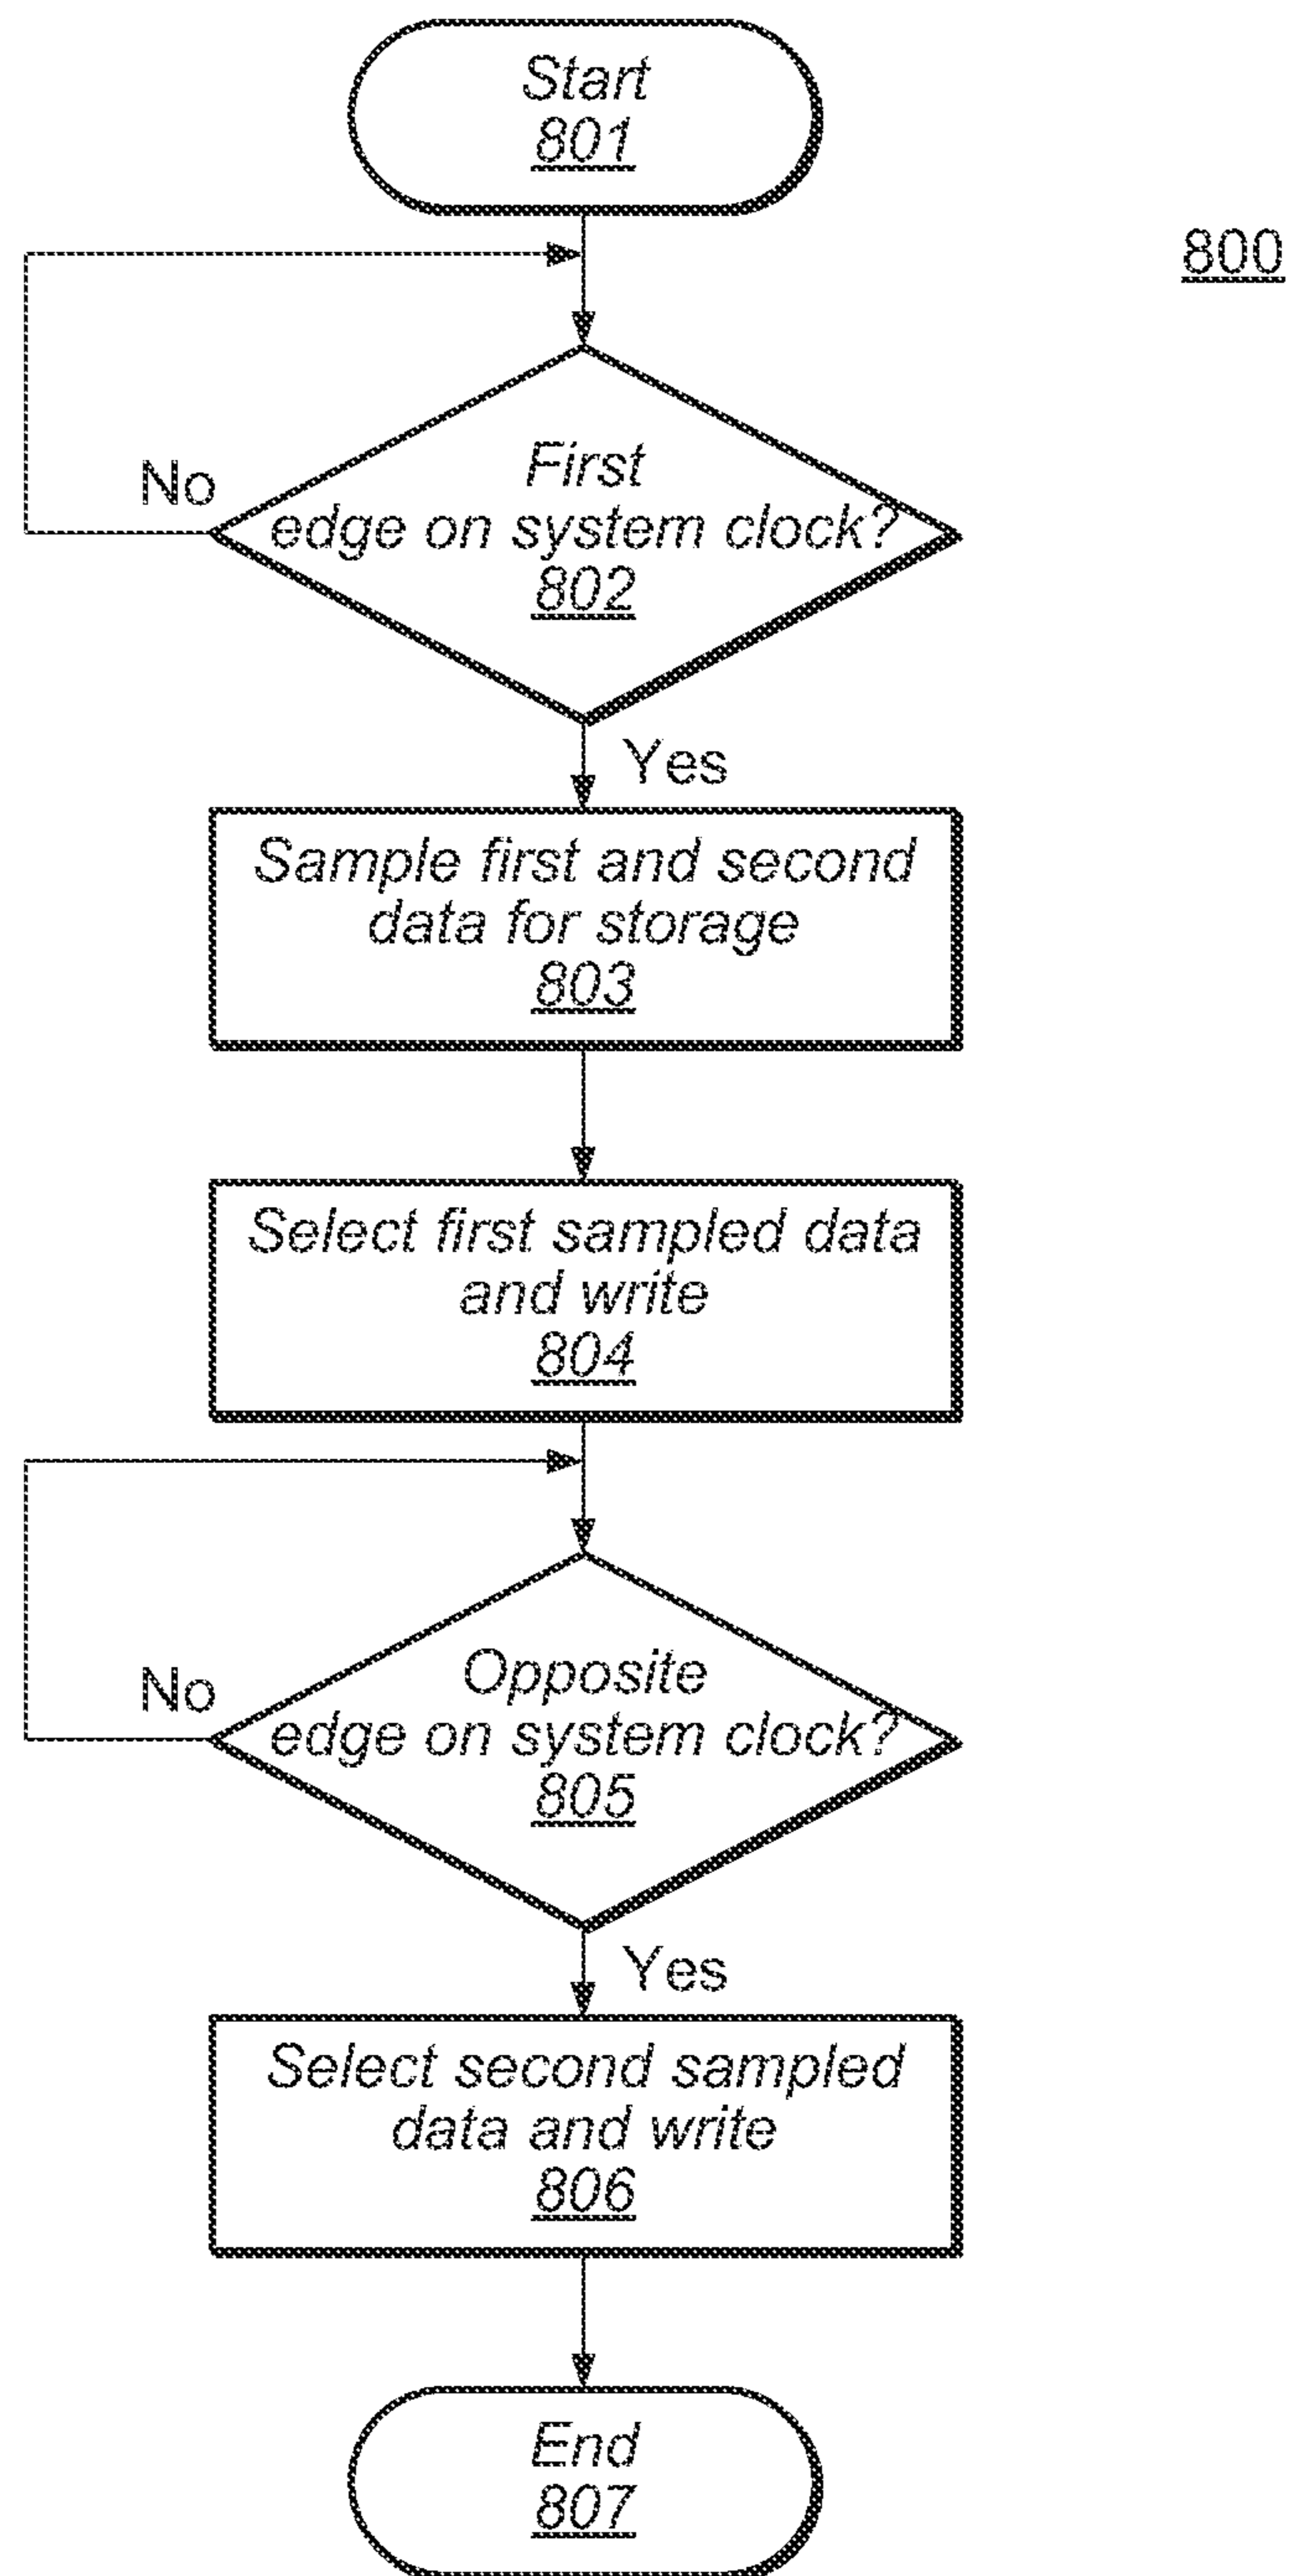 Start
801
800
First
edge on system clock?
802
No
Yes
Sample first and second
data for storage
803
Select first sampled data
and write
804
Opposite
edge on system clock?
805
No
Yes
Select second sampled
data and write
806
End
807